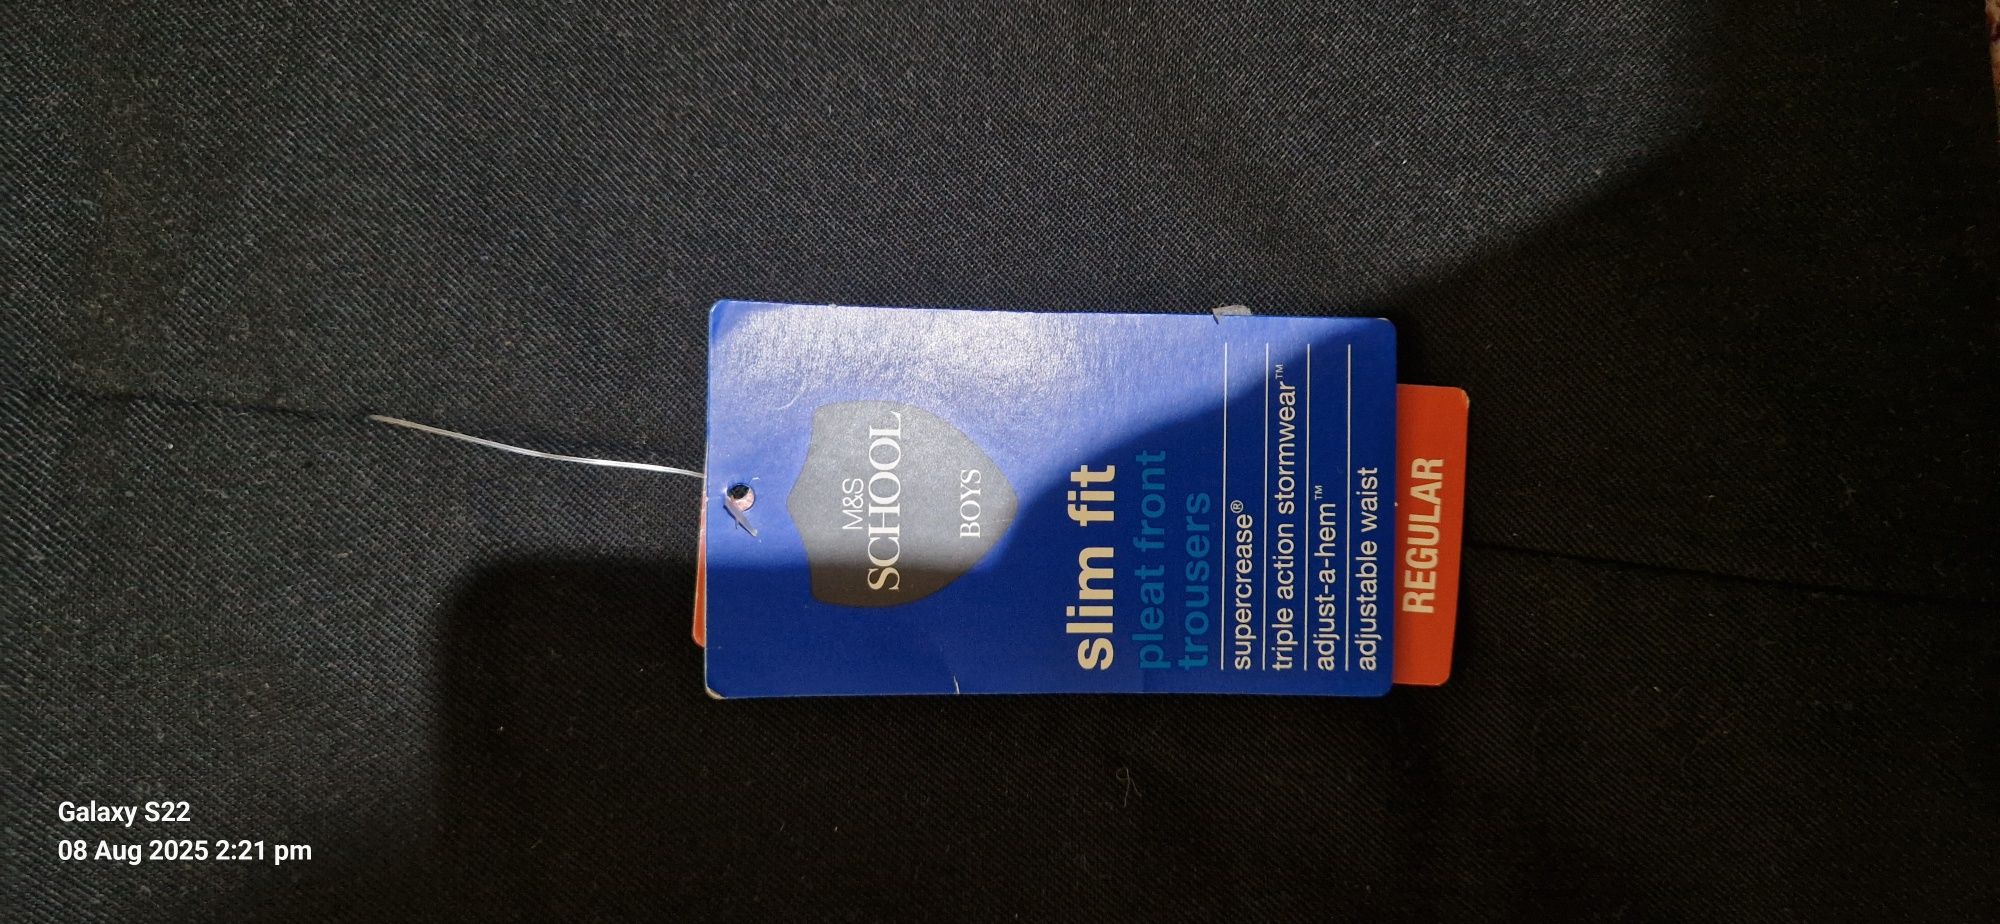 M&S
SCHOOL
BOYS
slim fit
pleat front
trousers
supercrease®
triple action stormwear™
adjust-a-hem™
adjustable waist
REGULAR
Galaxy S22
08 Aug 2025 2:21 pm